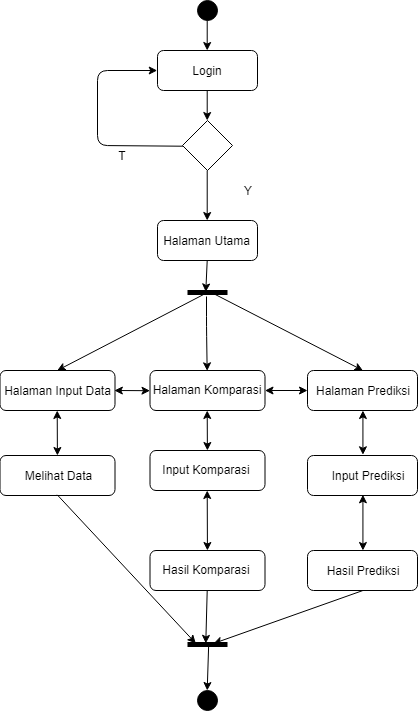 Login
T
Y
Halaman Utama
Halaman Input Data
Halaman Komparasi
Halaman Prediksi
Melihat Data
Input Komparasi
Input Prediksi
Hasil Komparasi
Hasil Prediksi